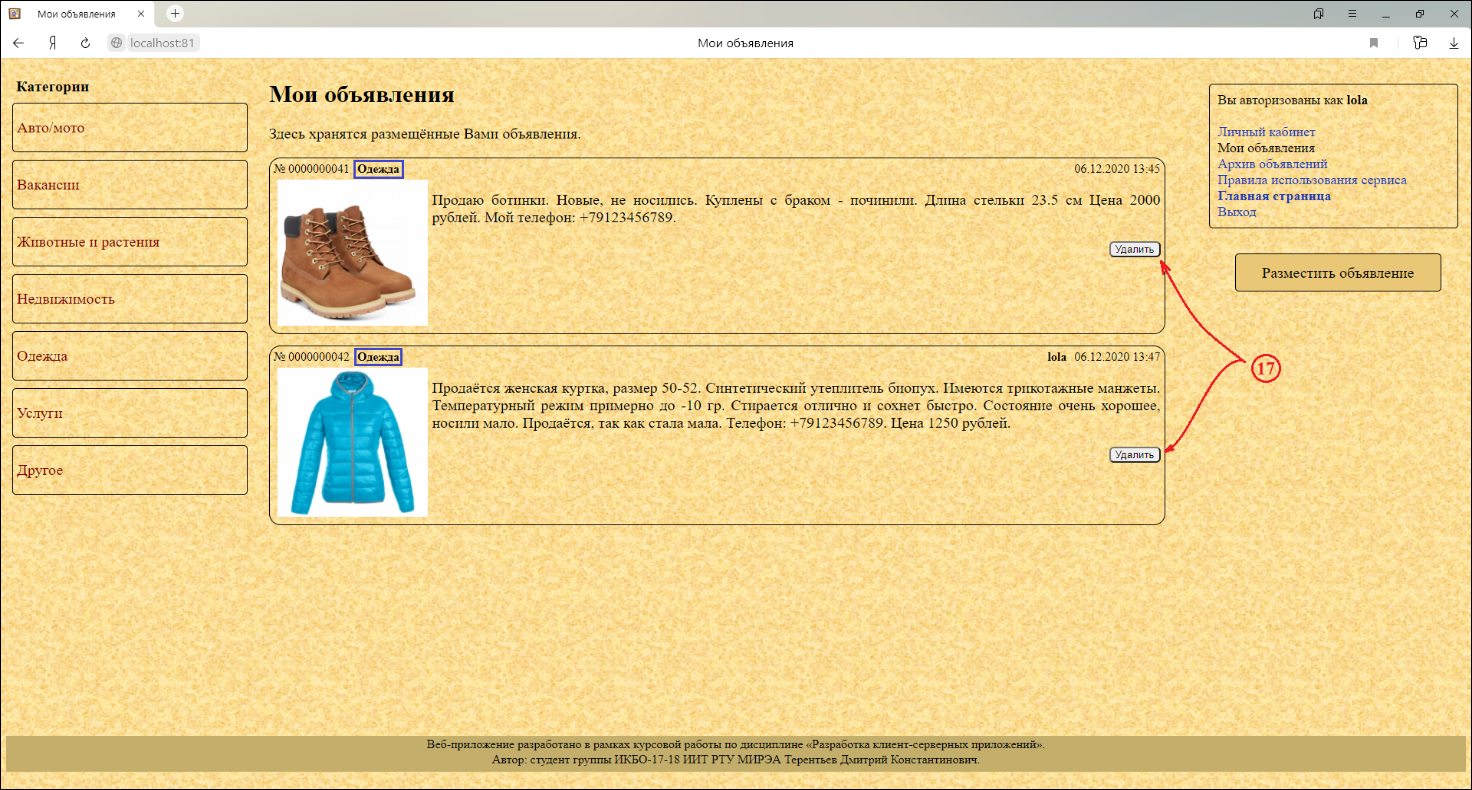 Мои объявления
localhost:81
Мои объявления
Категории
Авто/мото
Вакансии
Животные и растения
Недвижимость
Одежда
Услуги
Другое
Мои объявления
Здесь хранятся размещённые Вами объявления.
№ 0000000041 Одежда 06.12.2020 13:45
Продаю ботинки. Новые, не носились. Куплены с браком - починили. Длина стельки 23.5 см Цена 2000
рублей. Мой телефон: +79123456789.
Удалить
№ 0000000042 Одежда lola 06.12.2020 13:47
Продаётся женская куртка, размер 50-52. Синтетический утеплитель биопух. Имеются трикотажные манжеты.
Температурный режим примерно до -10 гр. Стирается отлично и сохнет быстро. Состояние очень хорошее,
носили мало. Продаётся, так как стала мала. Телефон: +79123456789. Цена 1250 рублей.
Удалить
Вы авторизованы как lola
Личный кабинет
Мои объявления
Архив объявлений
Правила использования сервиса
Главная страница
Выход
Разместить объявление
17
Веб-приложение разработано в рамках курсовой работы по дисциплине «Разработка клиент-серверных приложений».
Автор: студент группы ИКБО-17-18 ИИТ РТУ МИРЭА Терентьев Дмитрий Константинович.